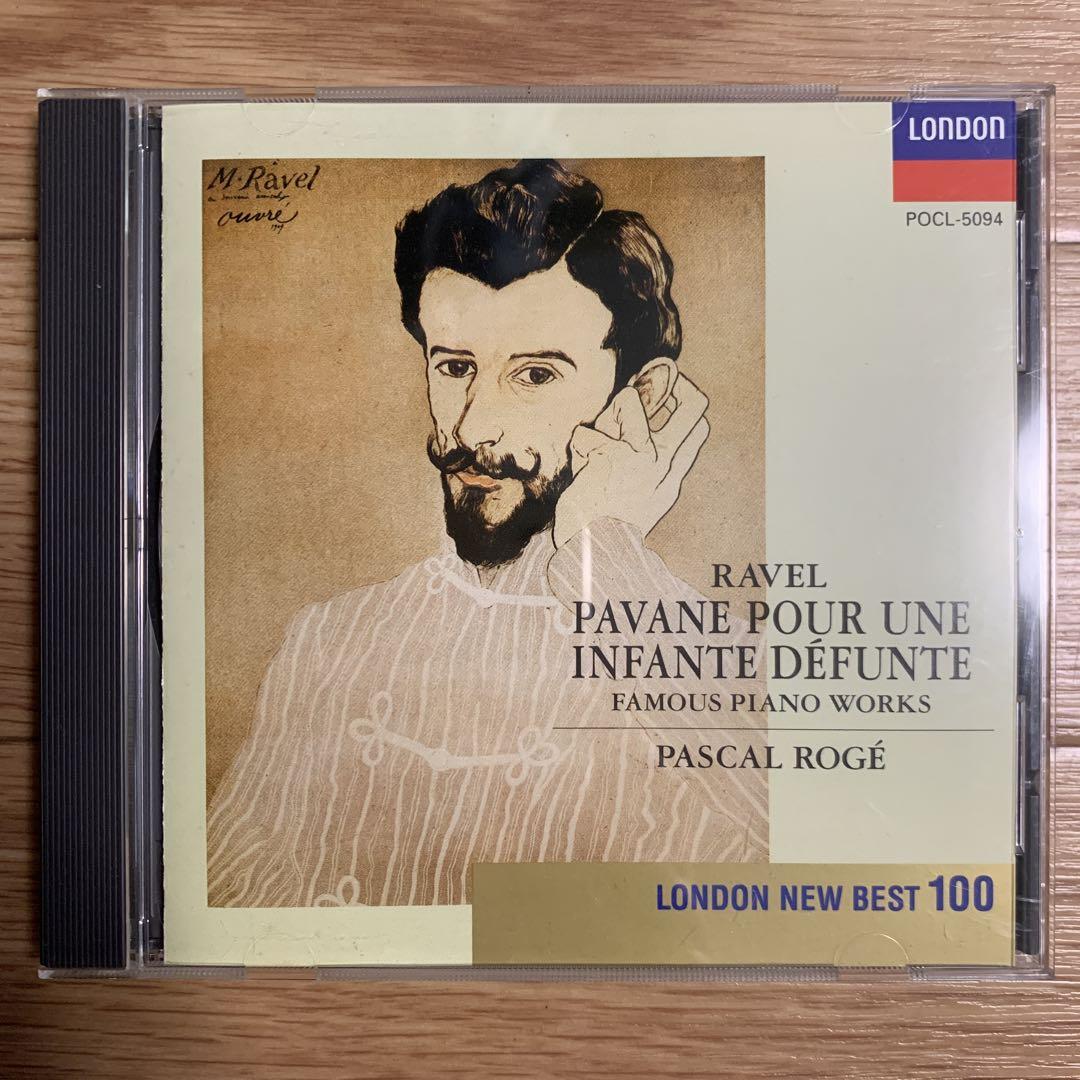 M. Ravel
ouvré
1909
LONDON
POCL-5094
RAVEL
PAVANE POUR UNE
INFANTE DÉFUNTE
FAMOUS PIANO WORKS
PASCAL ROGÉ
LONDON NEW BEST 100